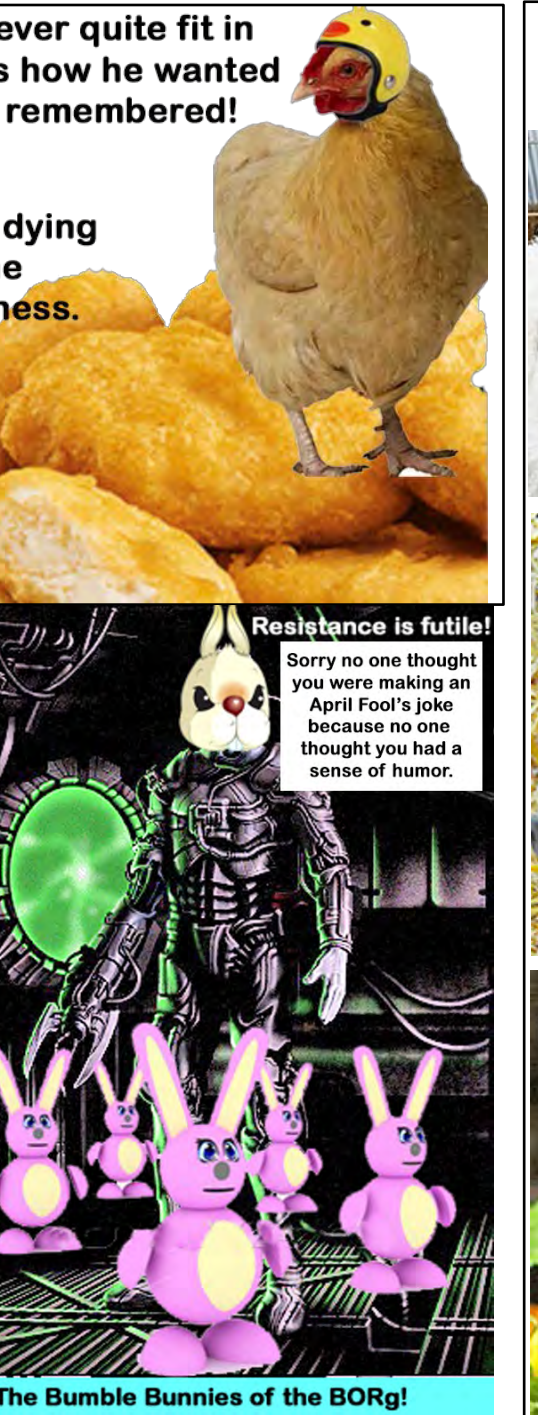 ever quite fit in
s how he wanted
remembered!
dying
e
ness.
Resistance is futile!
Sorry no one thought
you were making an
April Fool's joke
because no one
thought you had a
sense of humor.
The Bumble Bunnies of the BORg!